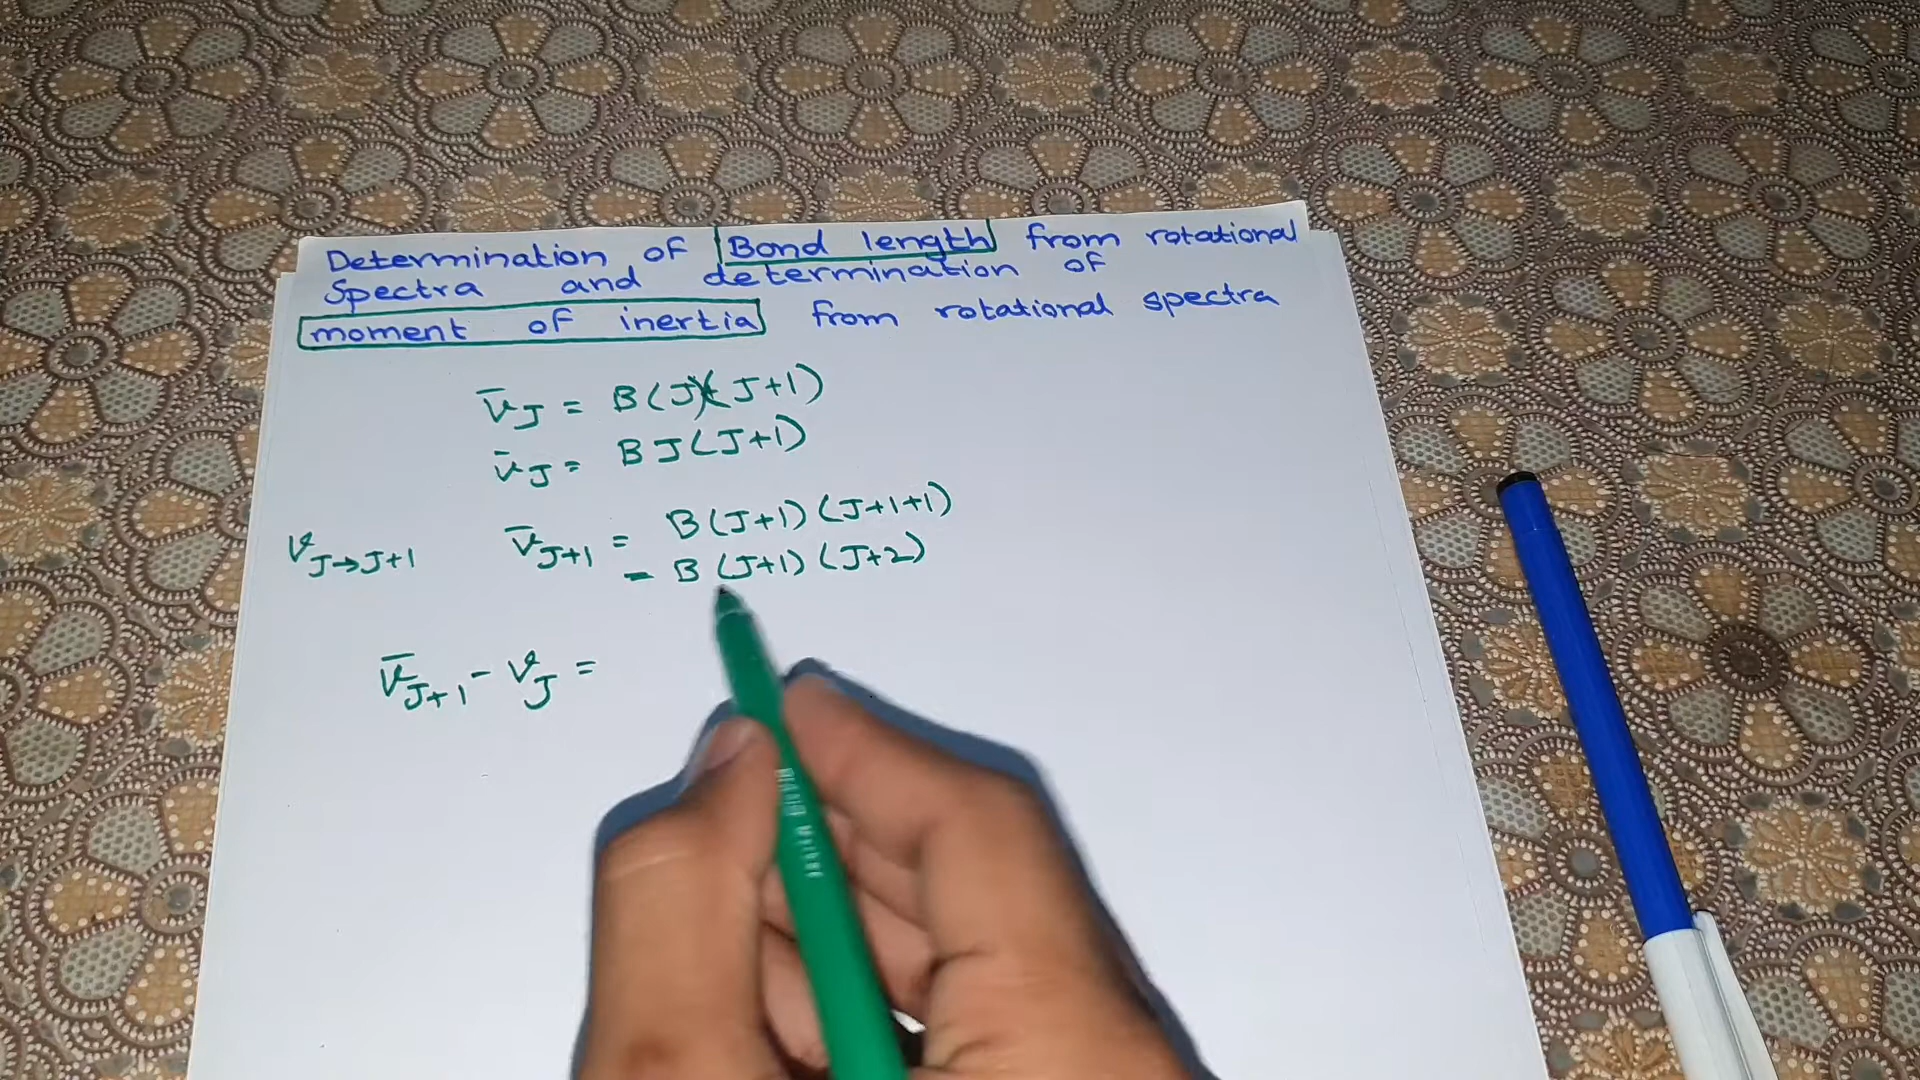 Determination of Bond length from rotational
Spectra and determination of
moment of inertia from rotational spectra
ν̅J = B(J)(J+1)
ν̅J = BJ(J+1)
νJ→J+1 ν̅J+1 = B(J+1)(J+1+1)
= B(J+1)(J+2)
ν̅J+1 - νJ =